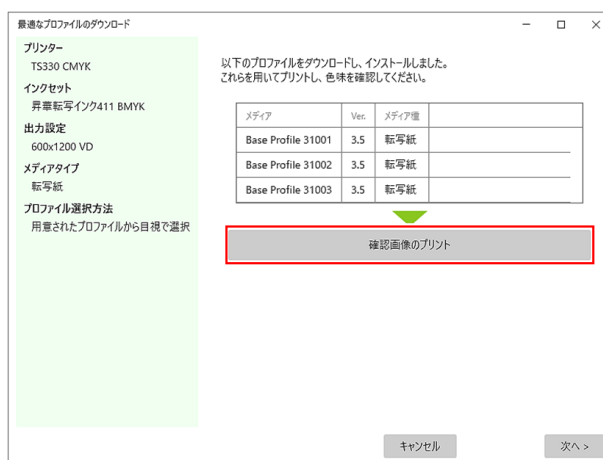 最適なプロファイルのダウンロード
プリンター
TS330 CMYK
インクセット
昇華転写インク411 BMYK
出力設定
600x1200 VD
メディアタイプ
転写紙
プロファイル選択方法
用意されたプロファイルから目視で選択
以下のプロファイルをダウンロードし、インストールしました。
これらを用いてプリントし、色味を確認してください。
メディア Ver. メディア種
Base Profile 31001 3.5 転写紙
Base Profile 31002 3.5 転写紙
Base Profile 31003 3.5 転写紙
確認画像のプリント
キャンセル 次へ >